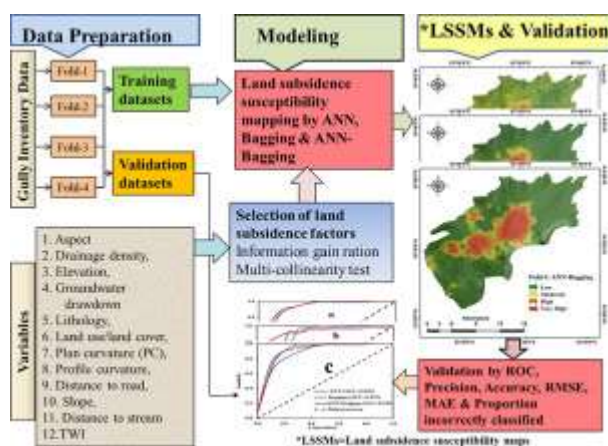 Data Preparation
Gully Inventory Data
Fold-1
Fold-2
Fold-3
Fold-4
Training
datasets
Validation
datasets
Variables
1. Aspect
2. Drainage density,
3. Elevation,
4. Groundwater
drawdown
5. Lithology,
6. Land use/land cover,
7. Plan curvature (PC),
8. Profile curvature,
9. Distance to road,
10. Slope,
11. Distance to stream
12.TWI
Modeling
Land subsidence
susceptibility
mapping by ANN,
Bagging & ANN-
Bagging
Selection of land
subsidence factors
Information gain ration
Multi-collinearity test
a
b
c
*LSSMs & Validation
Low
High
Very High
Validation by ROC,
Precision, Accuracy, RMSE,
MAE & Proportion
incorrectly classified
*LSSMs=Land subsidence susceptibility maps